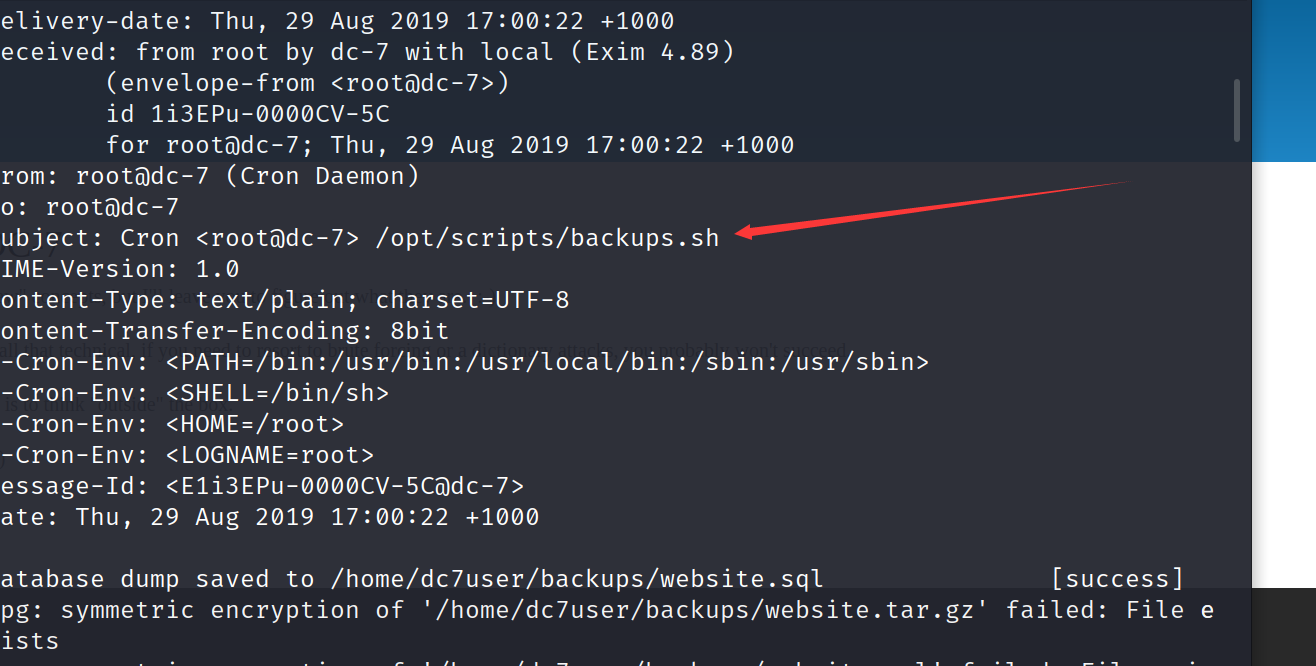 elivery-date: Thu, 29 Aug 2019 17:00:22 +1000
eceived: from root by dc-7 with local (Exim 4.89)
(envelope-from <root@dc-7>)
id 1i3EPu-0000CV-5C
for root@dc-7; Thu, 29 Aug 2019 17:00:22 +1000
rom: root@dc-7 (Cron Daemon)
o: root@dc-7
ubject: Cron <root@dc-7> /opt/scripts/backups.sh
IME-Version: 1.0
ontent-Type: text/plain; charset=UTF-8
ontent-Transfer-Encoding: 8bit
-Cron-Env: <PATH=/bin:/usr/bin:/usr/local/bin:/sbin:/usr/sbin>
-Cron-Env: <SHELL=/bin/sh>
-Cron-Env: <HOME=/root>
-Cron-Env: <LOGNAME=root>
essage-Id: <E1i3EPu-0000CV-5C@dc-7>
ate: Thu, 29 Aug 2019 17:00:22 +1000
atabase dump saved to /home/dc7user/backups/website.sql [success]
pg: symmetric encryption of '/home/dc7user/backups/website.tar.gz' failed: File e
ists